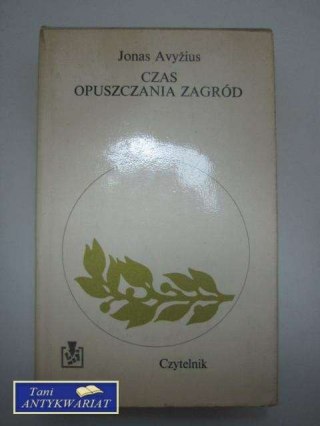 Jonas Avyžius
CZAS
OPUSZCZANIA ZAGRÓD
Czytelnik
Tani
ANTYKWARIAT